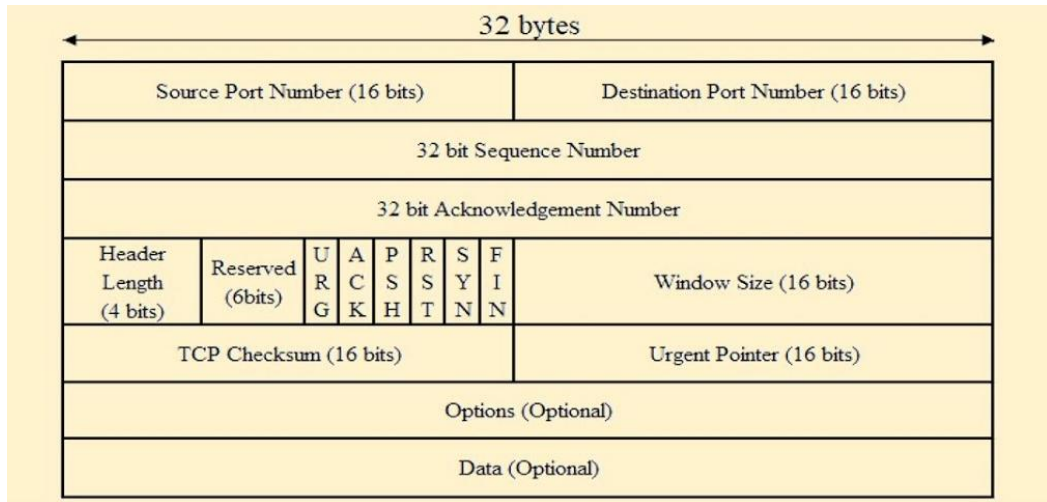 32 bytes
Source Port Number (16 bits)
Destination Port Number (16 bits)
32 bit Sequence Number
32 bit Acknowledgement Number
Header
Length
(4 bits)
Reserved
(6bits)
U
R
G
A
C
K
P
S
H
R
S
T
S
Y
N
F
I
N
Window Size (16 bits)
TCP Checksum (16 bits)
Urgent Pointer (16 bits)
Options (Optional)
Data (Optional)